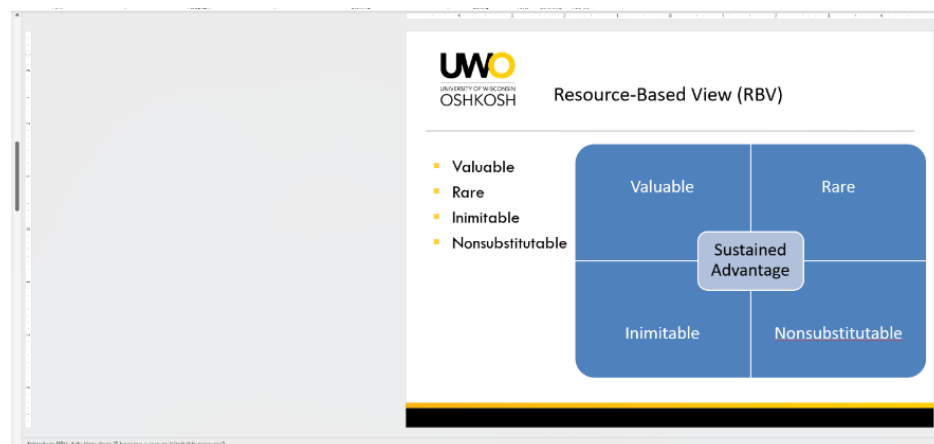 UWO
UNIVERSITY OF WISCONSIN
OSHKOSH
Resource-Based View (RBV)
Valuable
Rare
Inimitable
Nonsubstitutable
Valuable
Rare
Sustained
Advantage
Inimitable
Nonsubstitutable